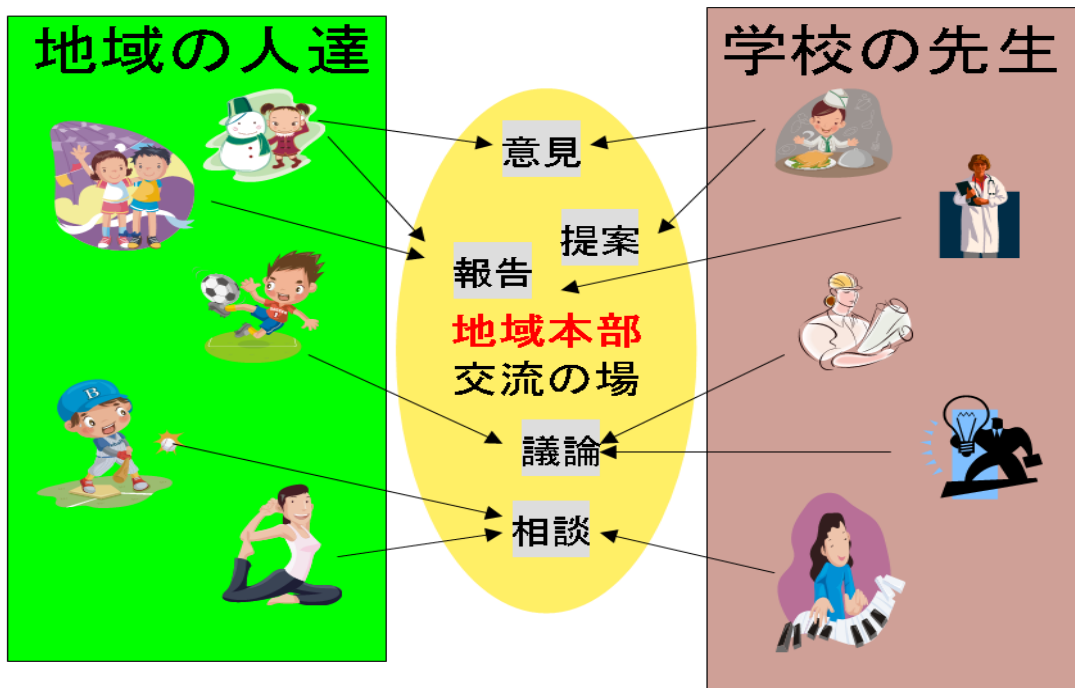 地域の人達
学校の先生
意見
提案
報告
地域本部
交流の場
議論
相談
B